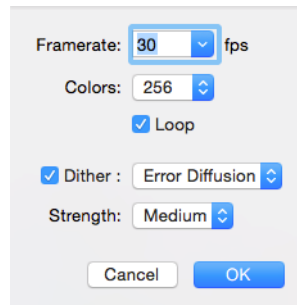 Framerate: 30 fps
Colors: 256
Loop
Dither : Error Diffusion
Strength: Medium
Cancel OK